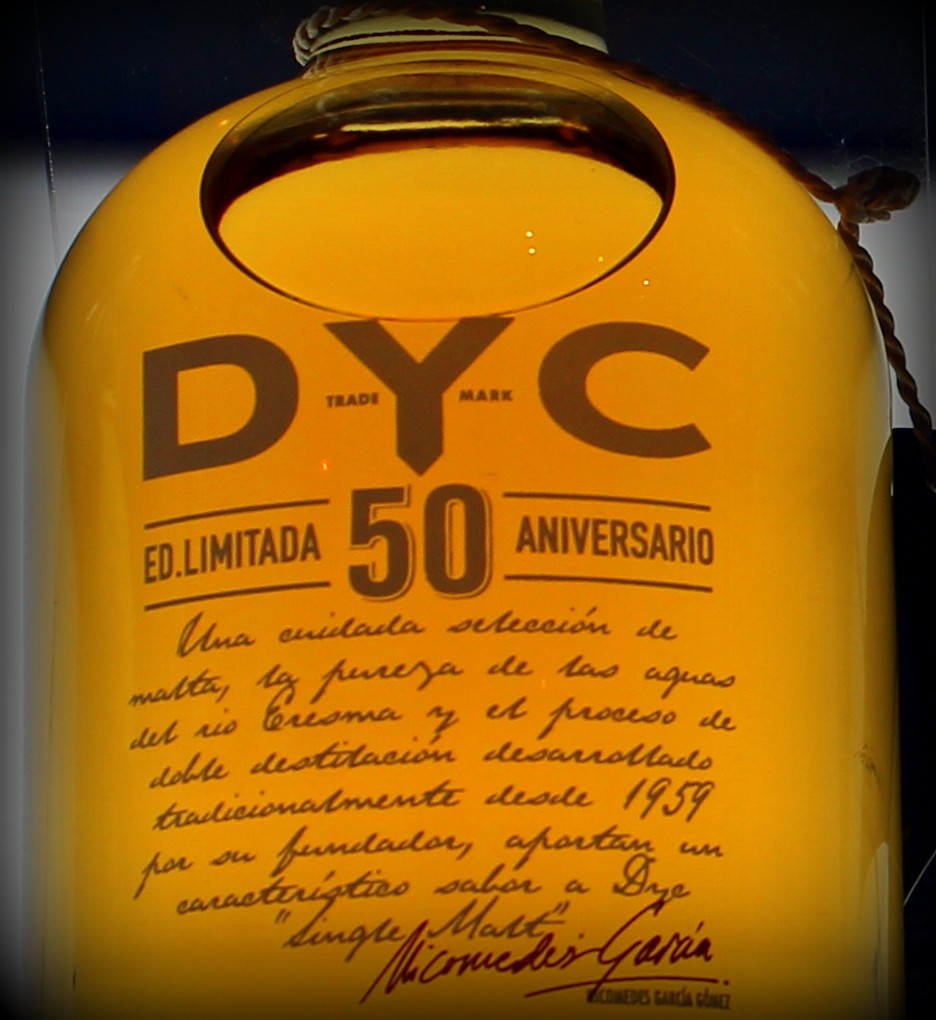 DYC
TRADE MARK
ED.LIMITADA 50 ANIVERSARIO
Una cuidada selección de
malta, la pureza de las aguas
del rio Eresma y el proceso de
doble destilación desarrollado
tradicionalmente desde 1959
por su fundador, aportan un
característico sabor a Dyc
"Single Malt"
Nicomedes García
NICOMEDES GARCÍA GÓMEZ